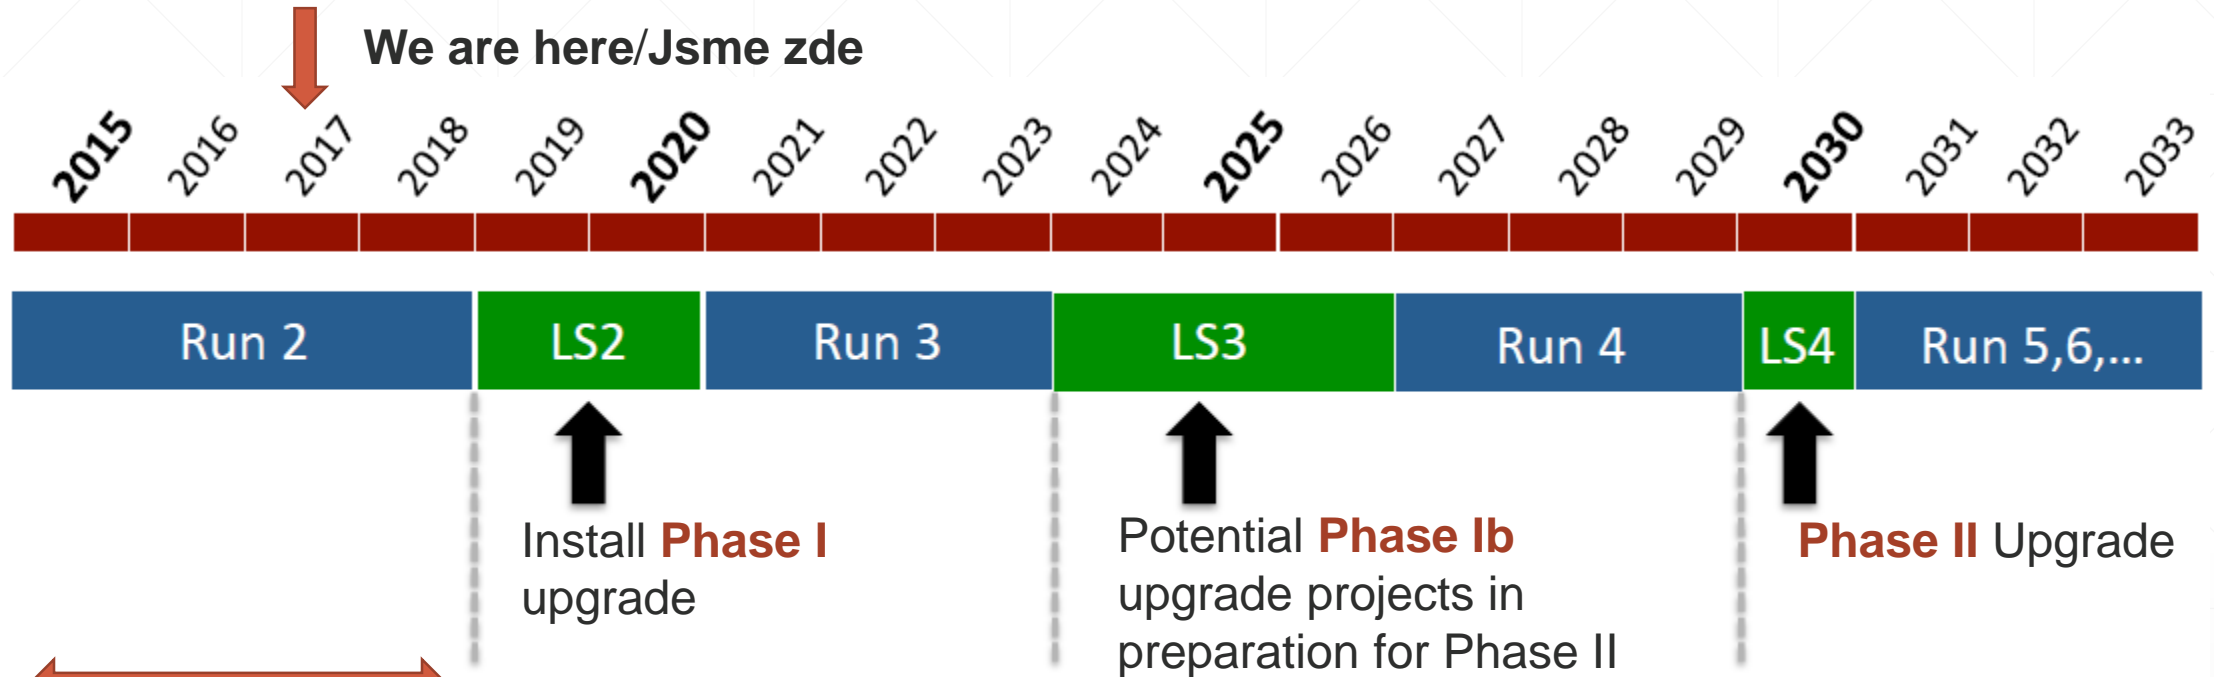 We are here/Jsme zde
2015 2016 2017 2018 2019 2020 2021 2022 2023 2024 2025 2026 2027 2028 2029 2030 2031 2032 2033
Run 2 LS2 Run 3 LS3 Run 4 LS4 Run 5,6,...
Install Phase I
upgrade
Potential Phase Ib
upgrade projects in
preparation for Phase II
Phase II Upgrade